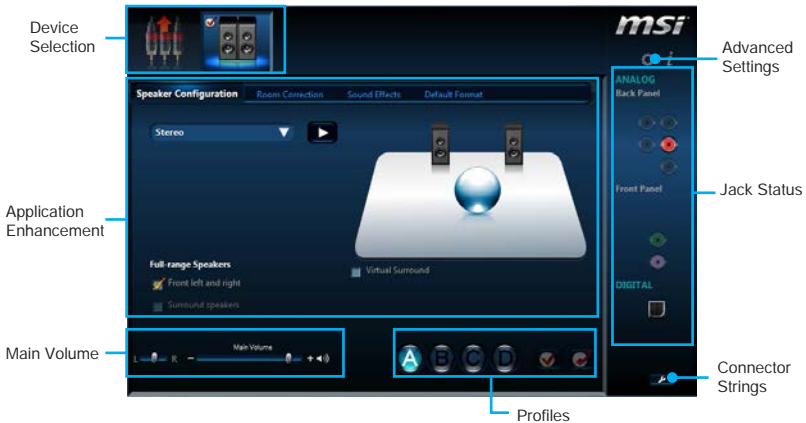 Device
Selection
msi
Advanced
Settings
i
ANALOG
Back Panel
Speaker Configuration
Room Correction
Sound Effects
Default Format
Stereo
Front Panel
Jack Status
Application
Enhancement
Full-range Speakers
Virtual Surround
Front left and right
Surround speakers
DIGITAL
Main Volume
Main Volume
L
R
-
+
A
B
C
D
Connector
Strings
Profiles